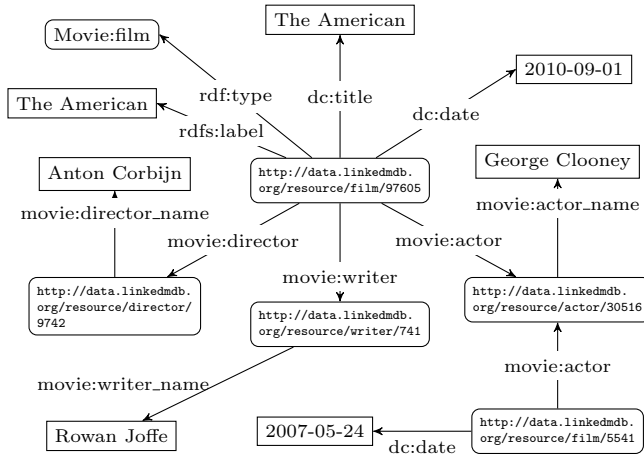 The American
Movie:film
2010-09-01
rdf:type
dc:title
dc:date
The American
rdfs:label
Anton Corbijn
http://data.linkedmdb.
org/resource/film/97605
George Clooney
movie:director_name
movie:actor_name
movie:director
movie:actor
movie:writer
http://data.linkedmdb.
org/resource/director/
9742
http://data.linkedmdb.
org/resource/writer/741
http://data.linkedmdb.
org/resource/actor/30516
movie:actor
movie:writer_name
Rowan Joffe
2007-05-24
dc:date
http://data.linkedmdb.
org/resource/film/5541